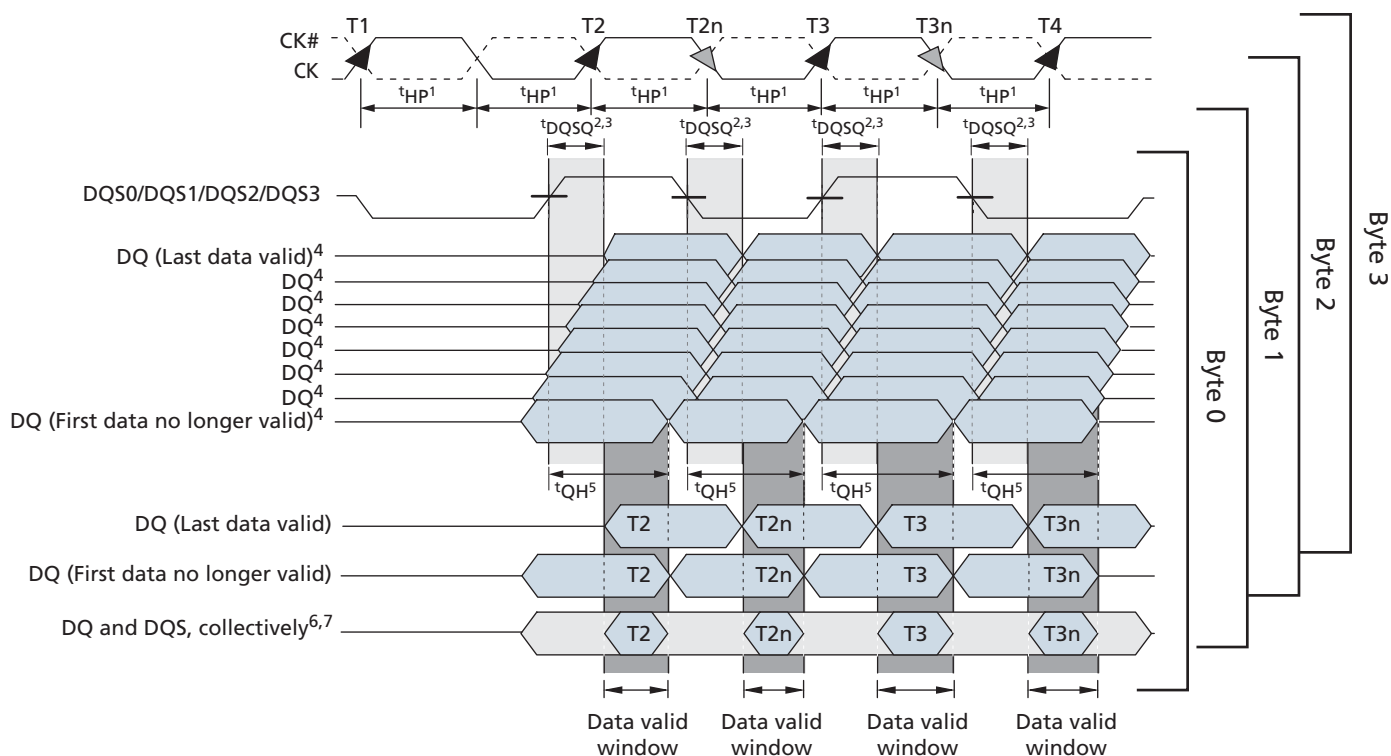 T1 T2 T2n T3 T3n T4
CK#
CK
tHP1 tHP1 tHP1 tHP1 tHP1 tHP1
tDQSQ2,3 tDQSQ2,3 tDQSQ2,3 tDQSQ2,3
DQS0/DQS1/DQS2/DQS3
DQ (Last data valid)4
DQ4
DQ4
DQ4
DQ4
DQ4
DQ4
DQ (First data no longer valid)4
tQH5 tQH5 tQH5 tQH5
DQ (Last data valid) T2 T2n T3 T3n
DQ (First data no longer valid) T2 T2n T3 T3n
DQ and DQS, collectively6,7 T2 T2n T3 T3n
Data valid window
Data valid window
Data valid window
Data valid window
Byte 0
Byte 1
Byte 2
Byte 3